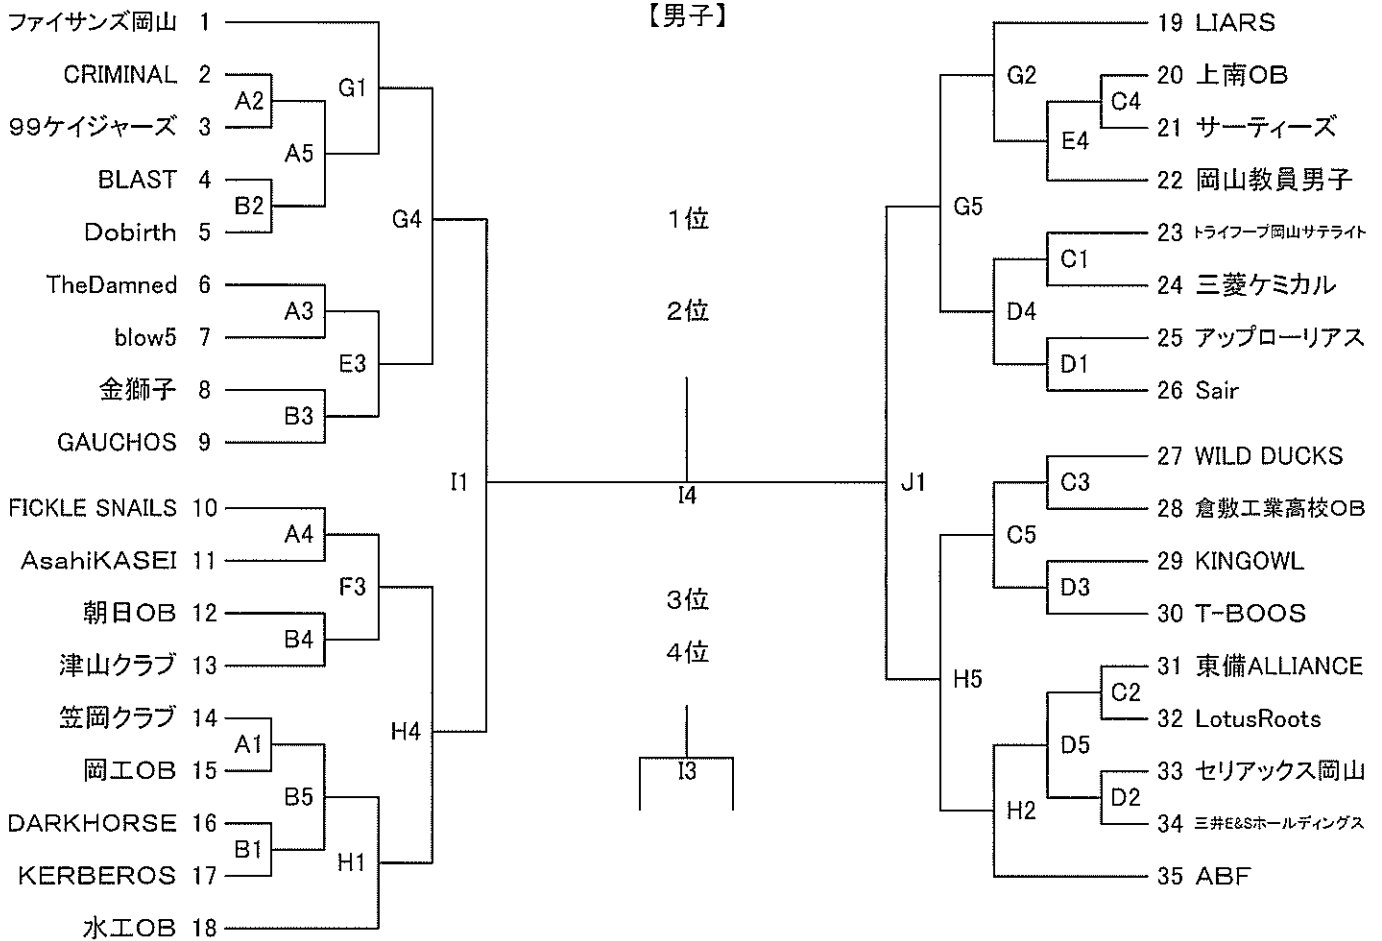 【男子】
ファイサンズ岡山 1
CRIMINAL 2
99ケイジャーズ 3
BLAST 4
Dobirth 5
TheDamned 6
blow5 7
金獅子 8
GAUCHOS 9
FICKLE SNAILS 10
AsahiKASEI 11
朝日OB 12
津山クラブ 13
笠岡クラブ 14
岡工OB 15
DARKHORSE 16
KERBEROS 17
水工OB 18
A2
B2
A3
B3
A4
B4
A1
B1
A5
E3
F3
B5
G1
H1
G4
H4
I1
1位
2位
I4
3位
4位
I3
J1
G5
H5
G2
D4
C5
H2
E4
C1
D1
C3
D3
D5
C4
C2
D2
19 LIARS
20 上南OB
21 サーティーズ
22 岡山教員男子
23 トライフープ岡山サテライト
24 三菱ケミカル
25 アップローリアス
26 Sair
27 WILD DUCKS
28 倉敷工業高校OB
29 KINGOWL
30 T-BOOS
31 東備ALLIANCE
32 LotusRoots
33 セリアックス岡山
34 三井E&Sホールディングス
35 ABF